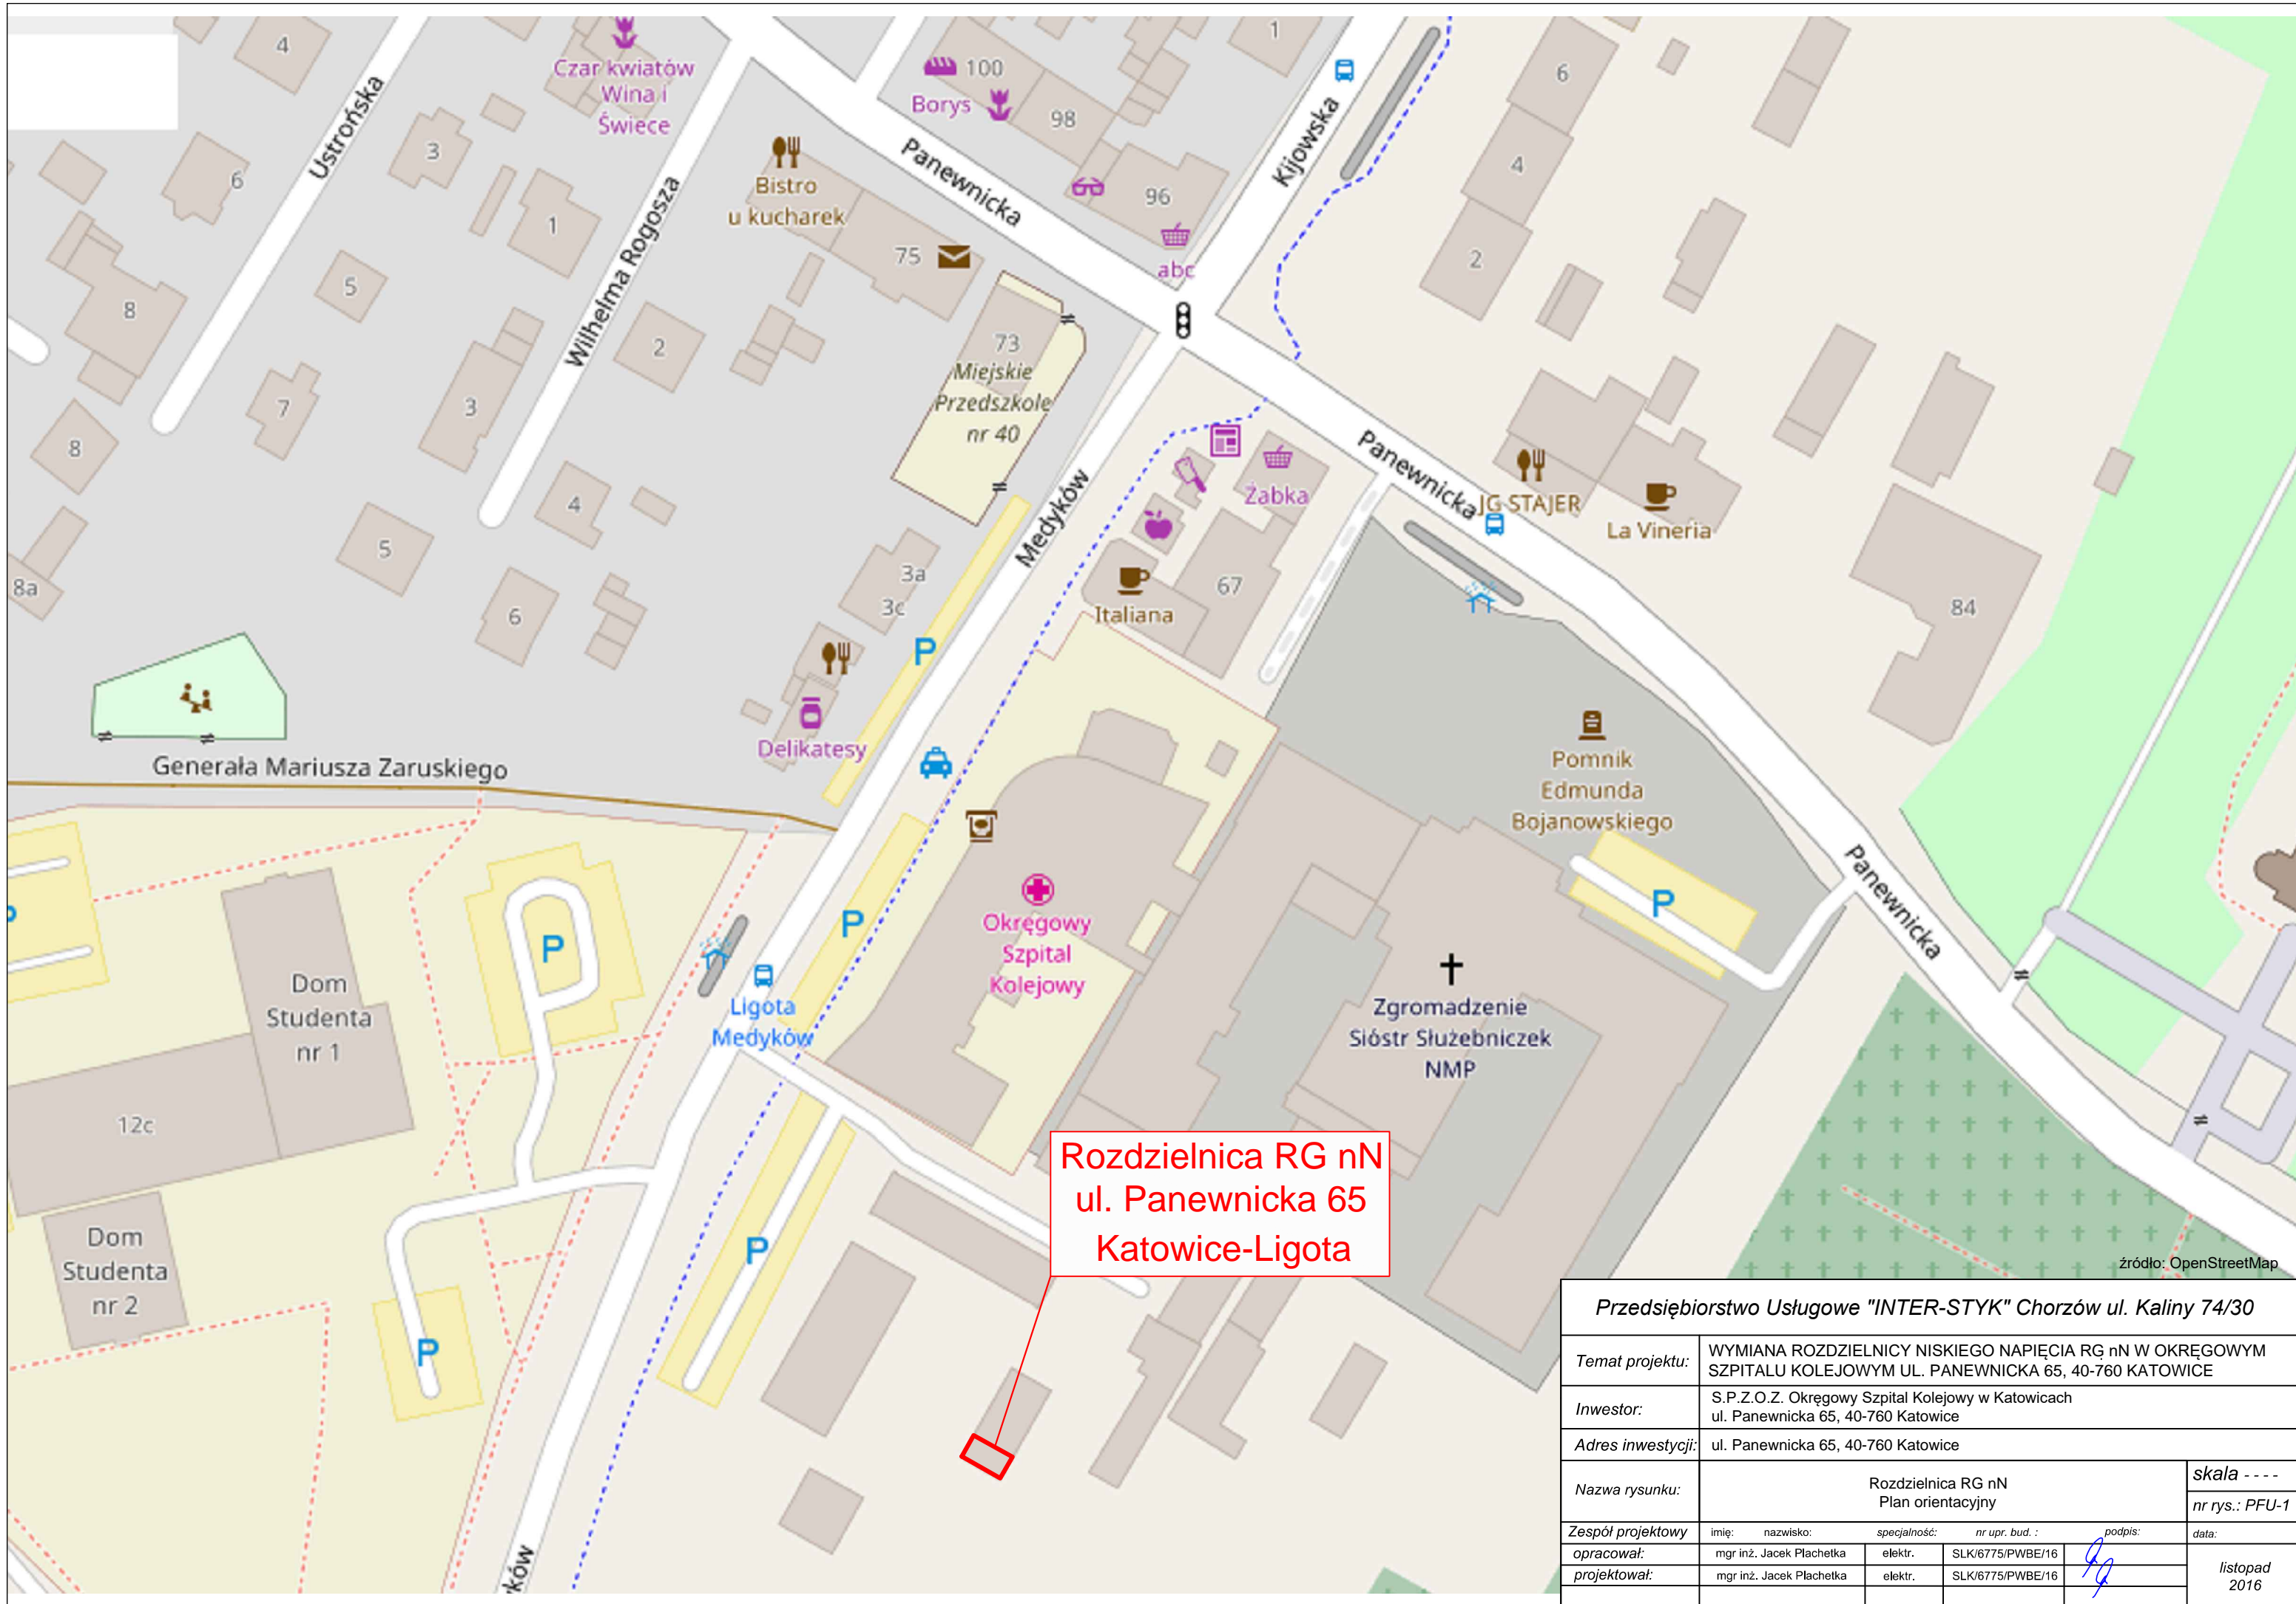 4
Czar kwiatów
Wina i
Świece
100
Borys
98
1
6
Ustrońska
3
6
Wilhelma Rogosza
1
Bistro
u kucharek
Panewnicka
96
Kijowska
4
75
abc
2
5
8
2
73
Miejskie
Przedszkole
nr 40
7
3
8
4
Medyków
Żabka
Panewnicka
JG STAJER
La Vineria
5
8a
3a
3c
6
Italiana
67
84
P
Delikatesy
Generała Mariusza Zaruskiego
Pomnik
Edmunda
Bojanowskiego
Panewnicka
P
P
P
P
Okręgowy
Szpital
Kolejowy
Dom
Studenta
nr 1
Ligota
Medyków
Zgromadzenie
Sióstr Służebniczek
NMP
12c
Rozdzielnica RG nN
ul. Panewnicka 65
Katowice-Ligota
Dom
Studenta
nr 2
P
P
yków
źródło: OpenStreetMap
Przedsiębiorstwo Usługowe "INTER-STYK" Chorzów ul. Kaliny 74/30
Temat projektu:
WYMIANA ROZDZIELNICY NISKIEGO NAPIĘCIA RG nN W OKRĘGOWYM
SZPITALU KOLEJOWYM UL. PANEWNICKA 65, 40-760 KATOWICE
Inwestor:
S.P.Z.O.Z. Okręgowy Szpital Kolejowy w Katowicach
ul. Panewnicka 65, 40-760 Katowice
Adres inwestycji: ul. Panewnicka 65, 40-760 Katowice
Nazwa rysunku:
Rozdzielnica RG nN
Plan orientacyjny
skala - - - -
nr rys.: PFU-1
Zespół projektowy imię: nazwisko: specjalność: nr upr. bud. : podpis: data:
opracował: mgr inż. Jacek Plachetka elektr. SLK/6775/PWBE/16
projektował: mgr inż. Jacek Plachetka elektr. SLK/6775/PWBE/16
listopad
2016